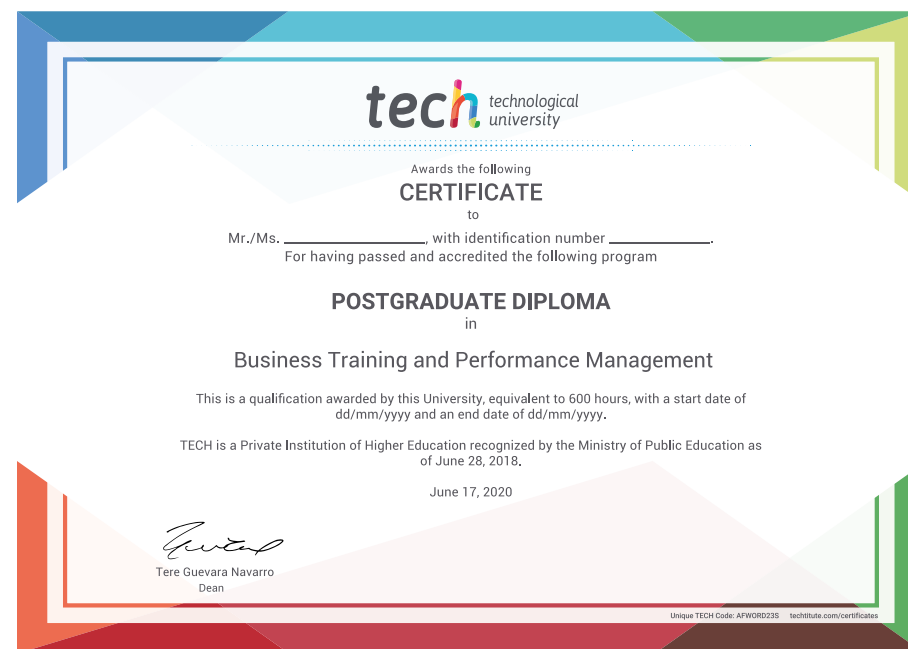 tech technological
university
Awards the following
CERTIFICATE
to
Mr./Ms. ____________________, with identification number ______________.
For having passed and accredited the following program
POSTGRADUATE DIPLOMA
in
Business Training and Performance Management
This is a qualification awarded by this University, equivalent to 600 hours, with a start date of
dd/mm/yyyy and an end date of dd/mm/yyyy.
TECH is a Private Institution of Higher Education recognized by the Ministry of Public Education as
of June 28, 2018.
June 17, 2020
Tere Guevara Navarro
Dean
Unique TECH Code: AFWORD23S techtitute.com/certificates